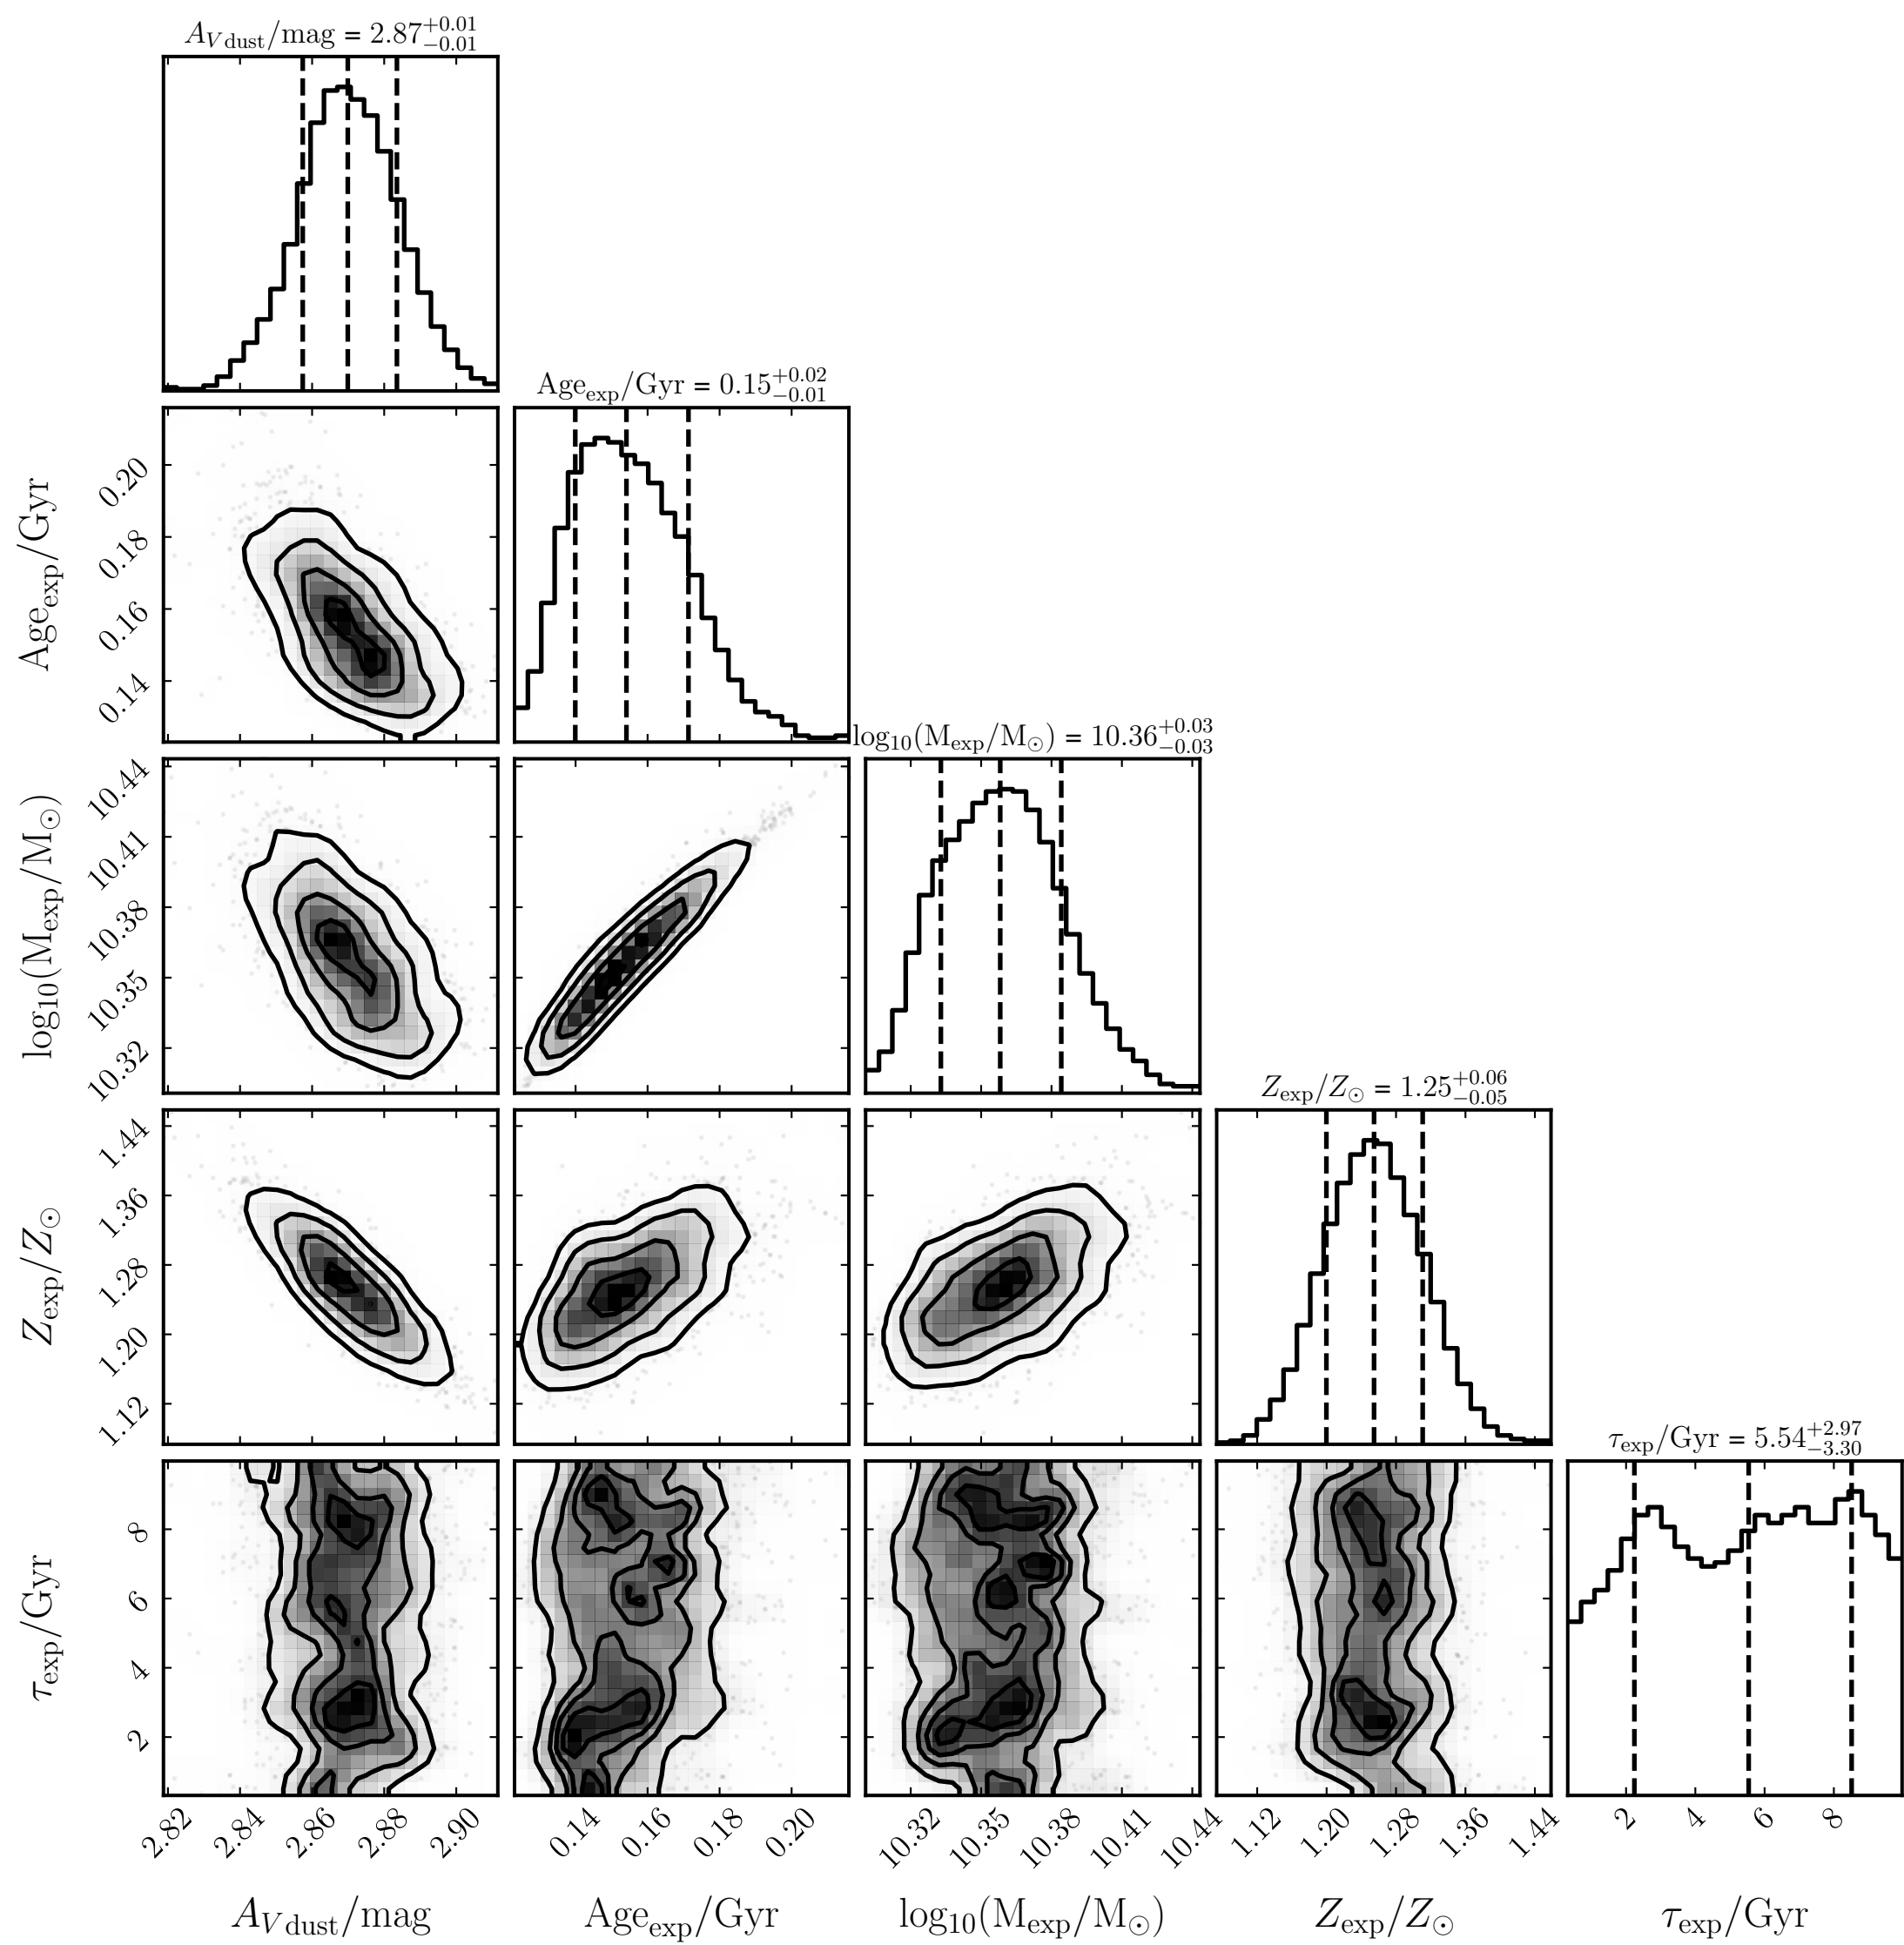 A_V dust/mag = 2.87 +0.01 −0.01
Age_exp/Gyr = 0.15 +0.02 −0.01
0.20
0.18
0.16
0.14
Age_exp/Gyr
log10(M_exp/M⊙) = 10.36 +0.03 −0.03
10.44
10.41
10.38
10.35
10.32
log10(M_exp/M⊙)
Z_exp/Z⊙ = 1.25 +0.06 −0.05
1.44
1.36
1.28
1.20
1.12
Z_exp/Z⊙
τ_exp/Gyr = 5.54 +2.97 −3.30
8
6
4
2
τ_exp/Gyr
2.82 2.84 2.86 2.88 2.90 0.14 0.16 0.18 0.20 10.32 10.35 10.38 10.41 10.44 1.12 1.20 1.28 1.36 1.44 2 4 6 8
A_V dust/mag Age_exp/Gyr log10(M_exp/M⊙) Z_exp/Z⊙ τ_exp/Gyr